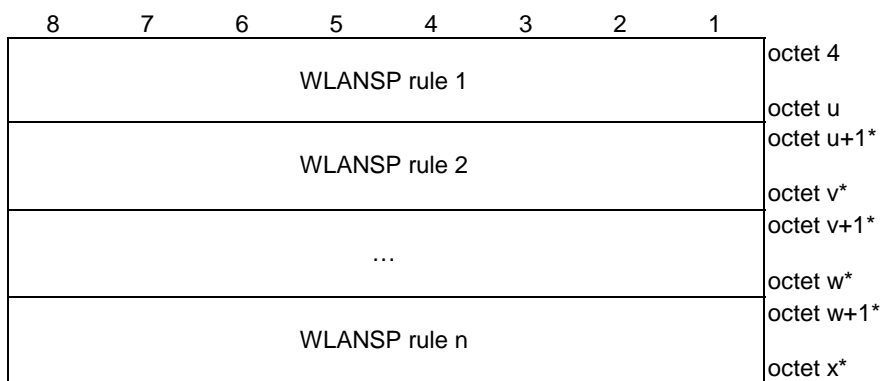 8 7 6 5 4 3 2 1
octet 4
WLANSP rule 1
octet u
octet u+1*
WLANSP rule 2
octet v*
octet v+1*
…
octet w*
octet w+1*
WLANSP rule n
octet x*